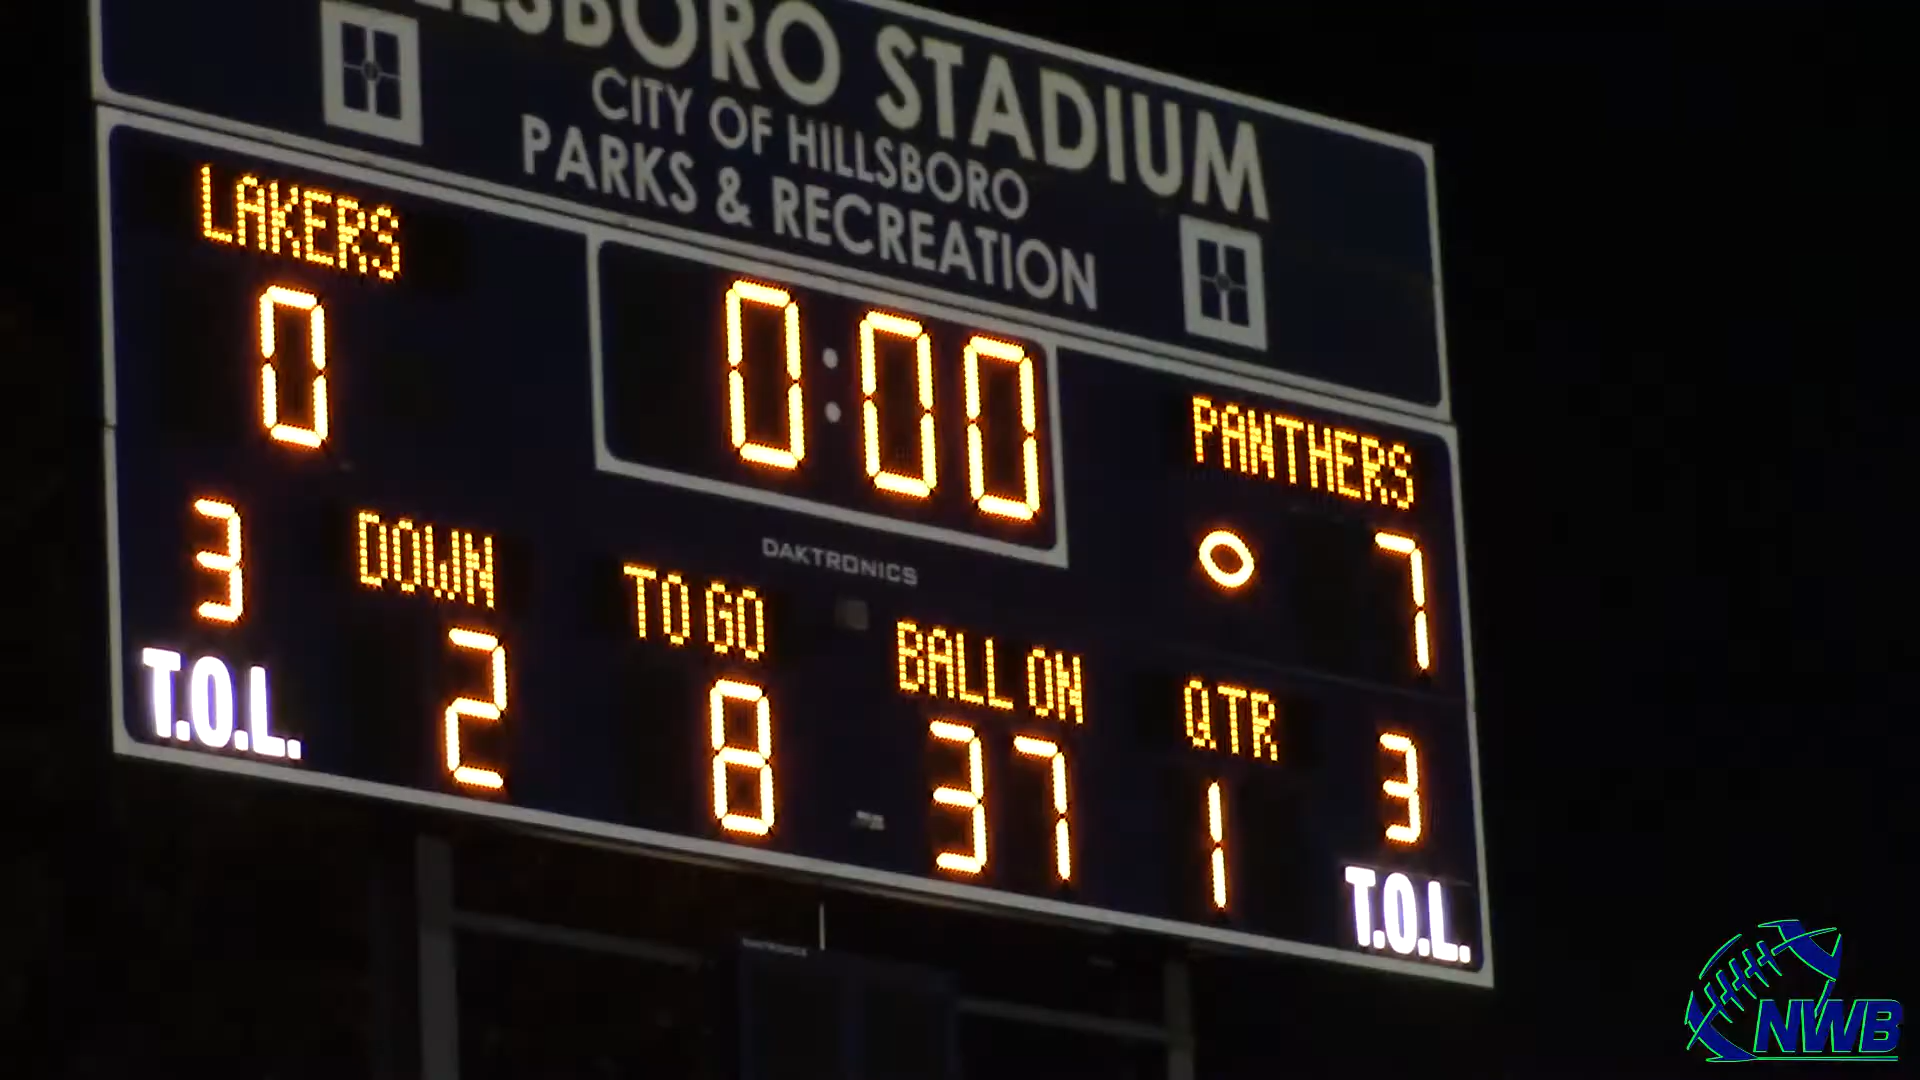 LLSBORO STADIUM
CITY OF HILLSBORO
PARKS & RECREATION
LAKERS
0
0:00
PANTHERS
7
DAKTRONICS
3
T.O.L.
DOWN
2
TO GO
8
BALL ON
37
QTR
1
3
T.O.L.
NWB